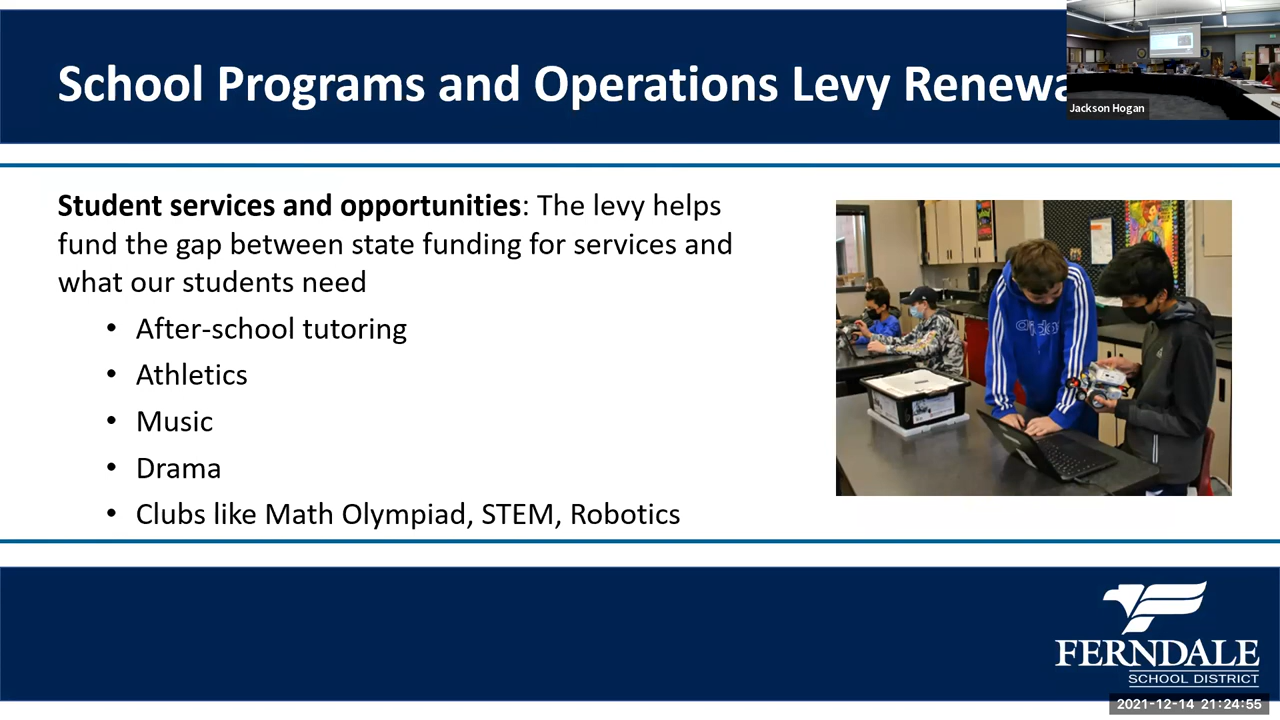 School Programs and Operations Levy Renewa
Jackson Hogan
Student services and opportunities: The levy helps
fund the gap between state funding for services and
what our students need
• After-school tutoring
• Athletics
• Music
• Drama
• Clubs like Math Olympiad, STEM, Robotics
adidas
FERNDALE
SCHOOL DISTRICT
2021-12-14 21:24:55